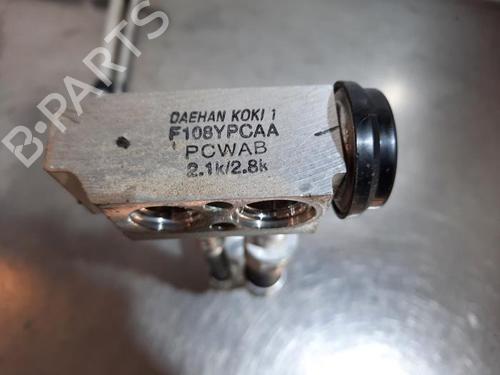 B-PARTS
DAEHAN KOKI 1
F108YPCAA
PCWAB
2.1k/2.8k